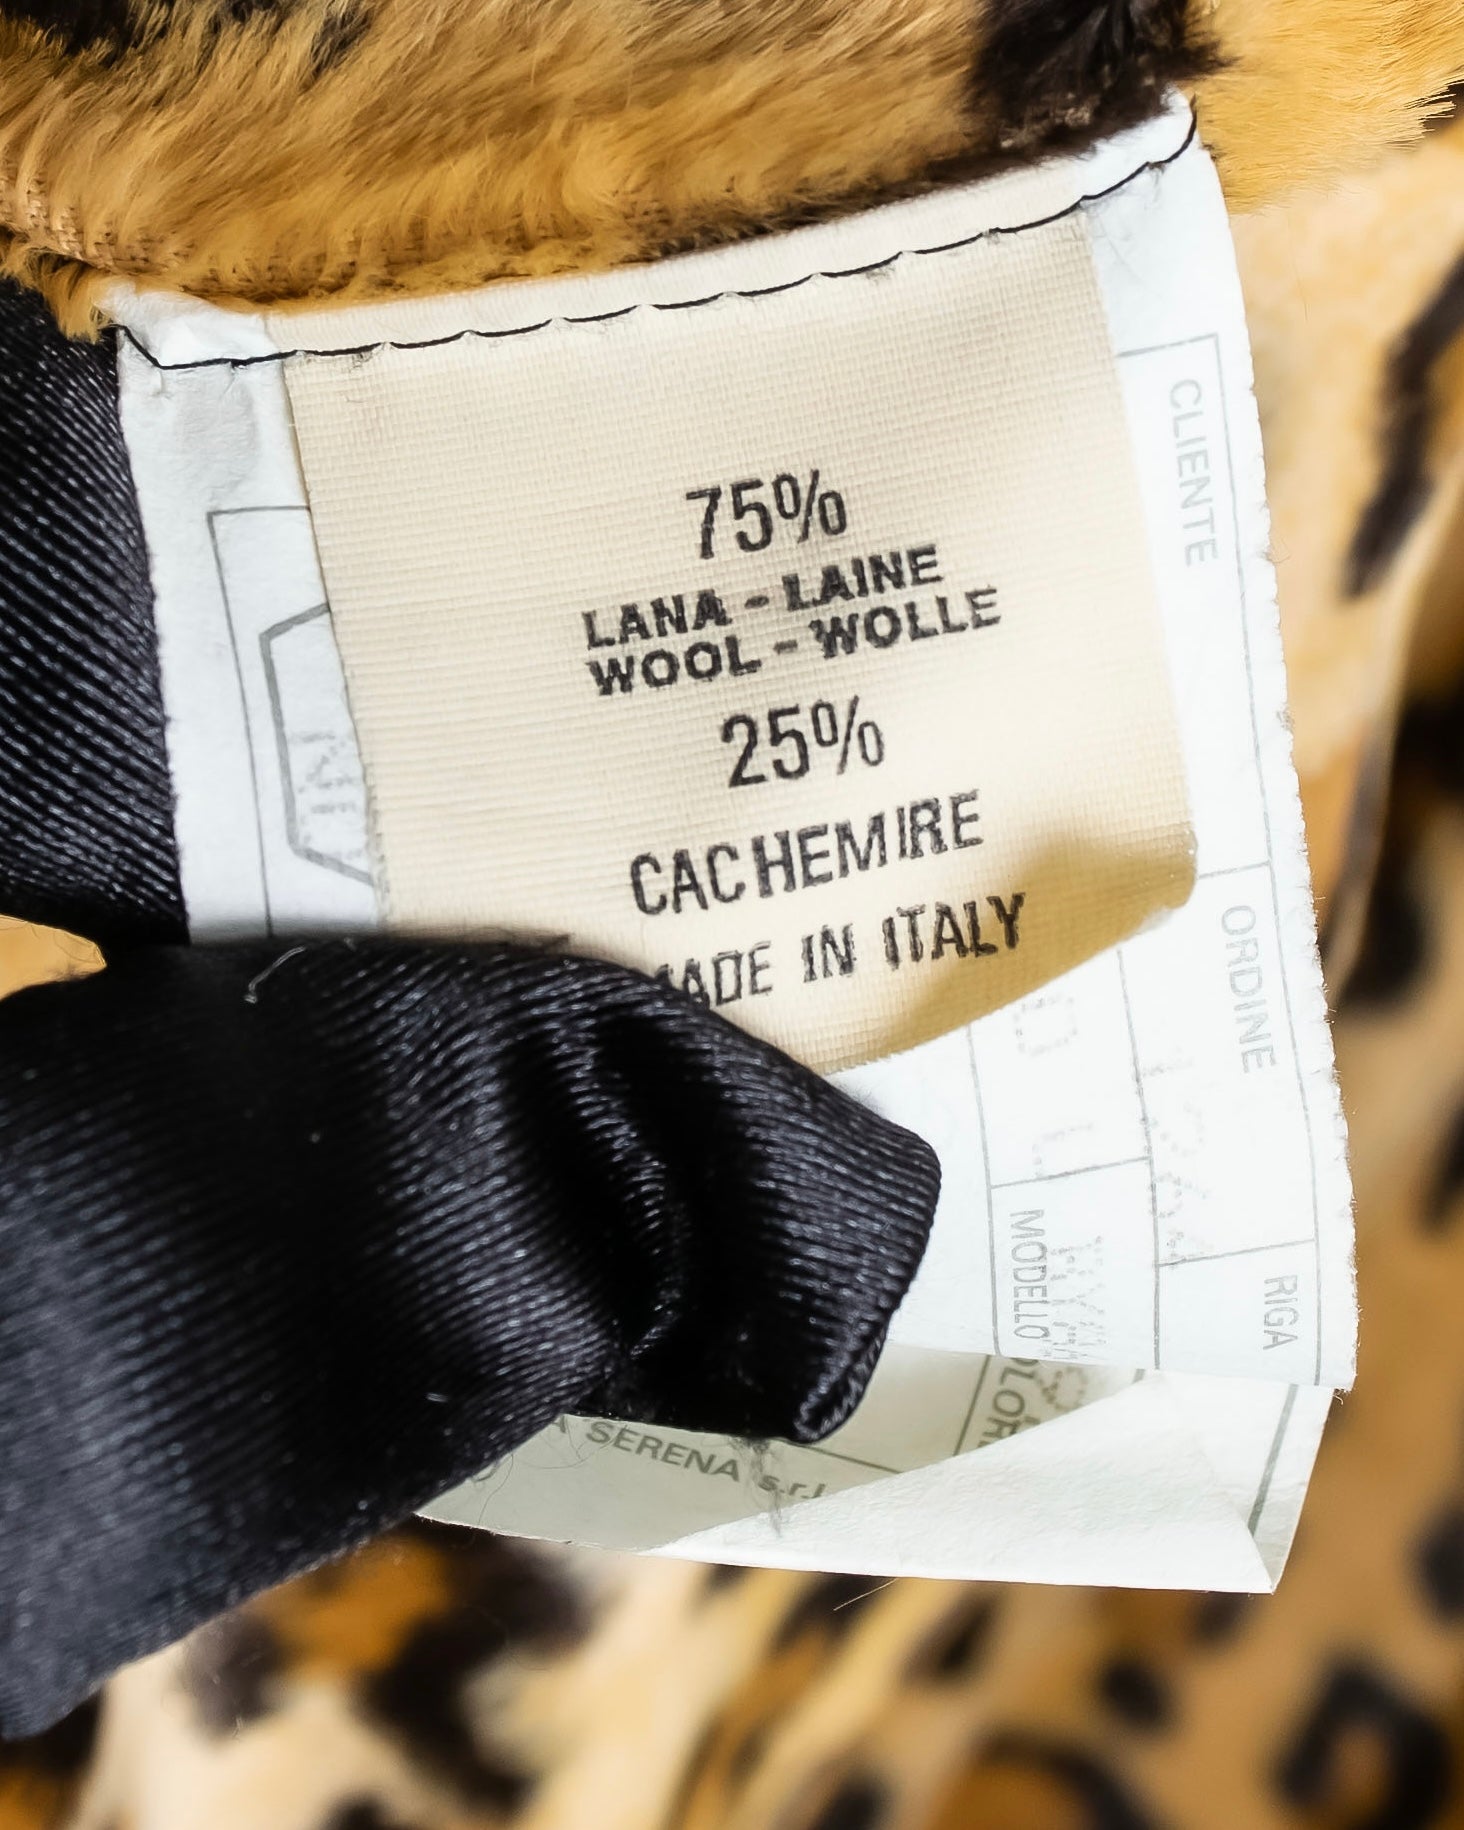 75%
LANA - LAINE
WOOL - WOLLE
25%
CACHEMIRE
MADE IN ITALY
CLIENTE
ORDINE
RIGA
MODELLO
SERENA s.r.l.